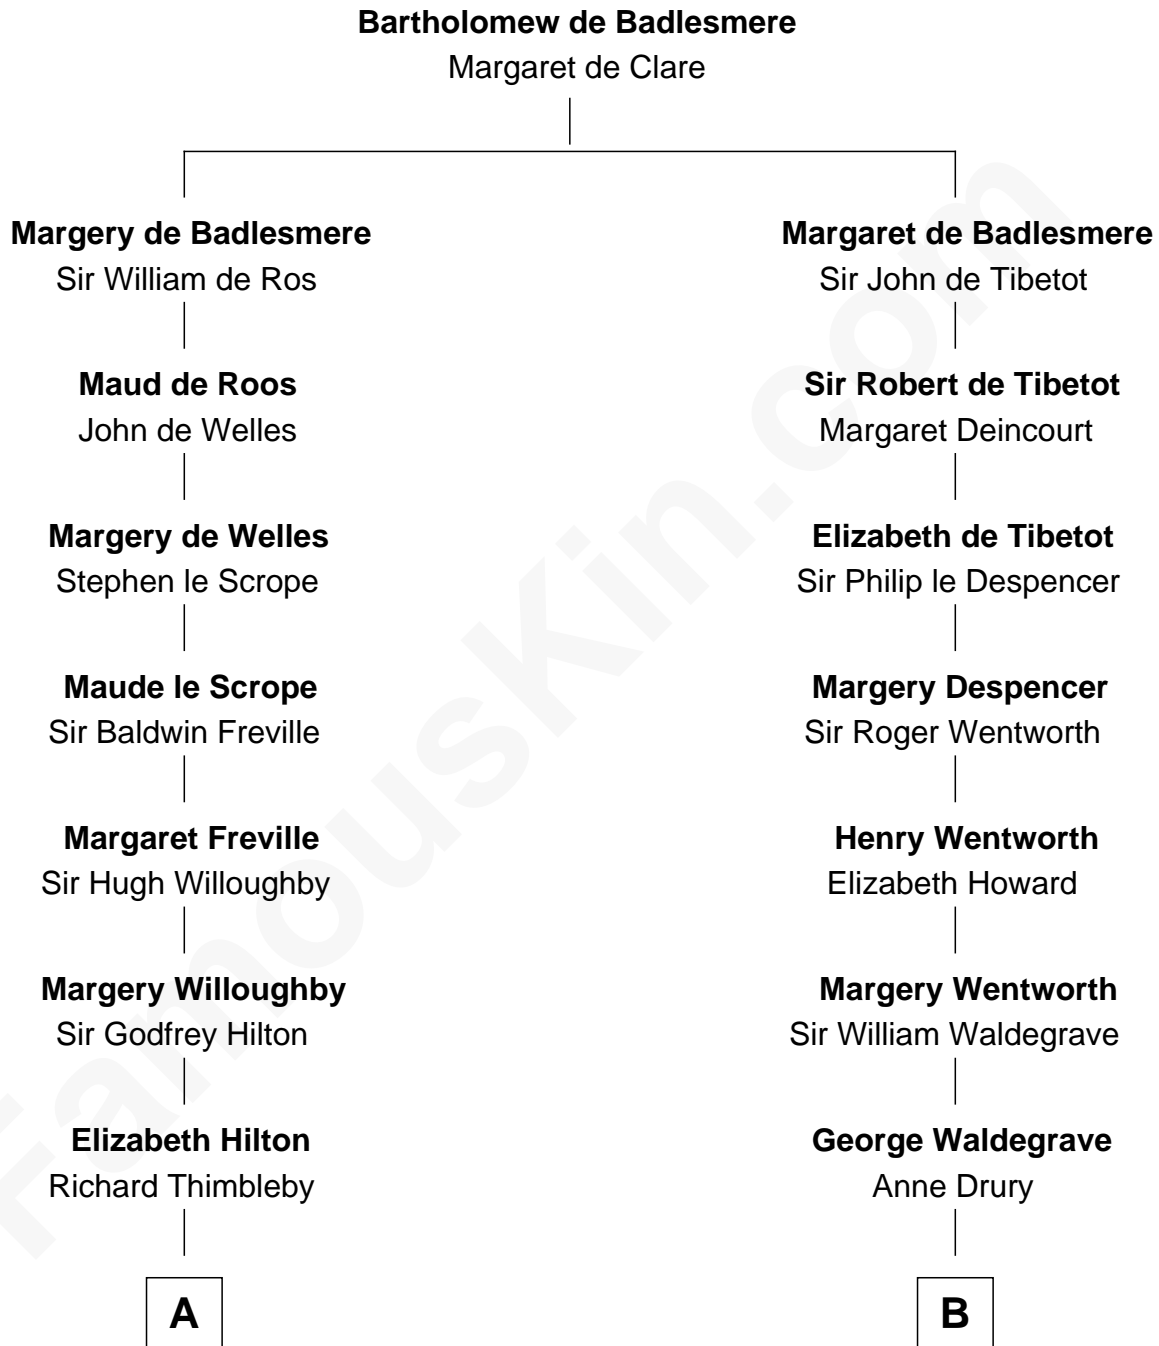 Bartholomew de Badlesmere
Margaret de Clare
Margery de Badlesmere
Sir William de Ros
Margaret de Badlesmere
Sir John de Tibetot
Maud de Roos
John de Welles
Sir Robert de Tibetot
Margaret Deincourt
Margery de Welles
Stephen le Scrope
Elizabeth de Tibetot
Sir Philip le Despencer
Maude le Scrope
Sir Baldwin Freville
Margery Despencer
Sir Roger Wentworth
Margaret Freville
Sir Hugh Willoughby
Henry Wentworth
Elizabeth Howard
Margery Willoughby
Sir Godfrey Hilton
Margery Wentworth
Sir William Waldegrave
Elizabeth Hilton
Richard Thimbleby
George Waldegrave
Anne Drury
A
B
FamousKin.com